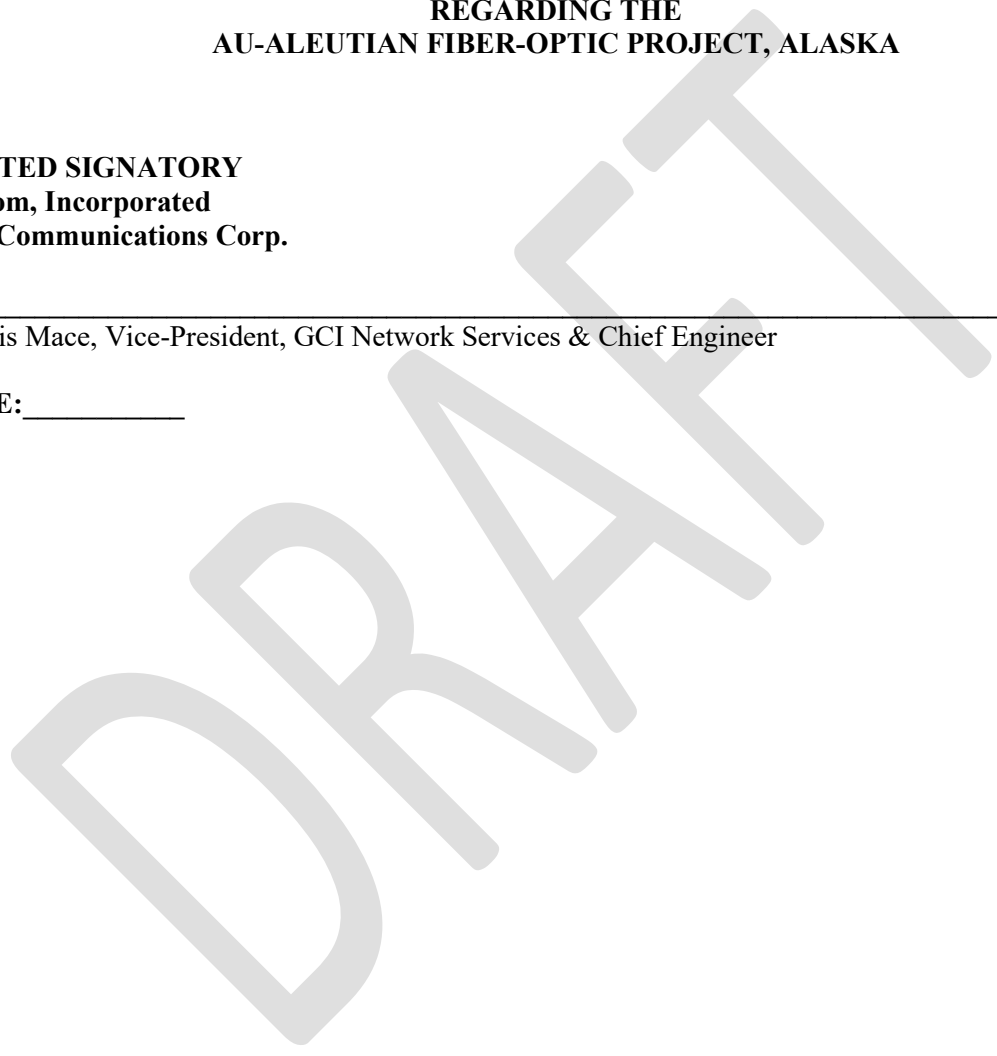 REGARDING THE
AU-ALEUTIAN FIBER-OPTIC PROJECT, ALASKA
TED SIGNATORY
om, Incorporated
Communications Corp.
is Mace, Vice-President, GCI Network Services & Chief Engineer
E:___________
DRAFT